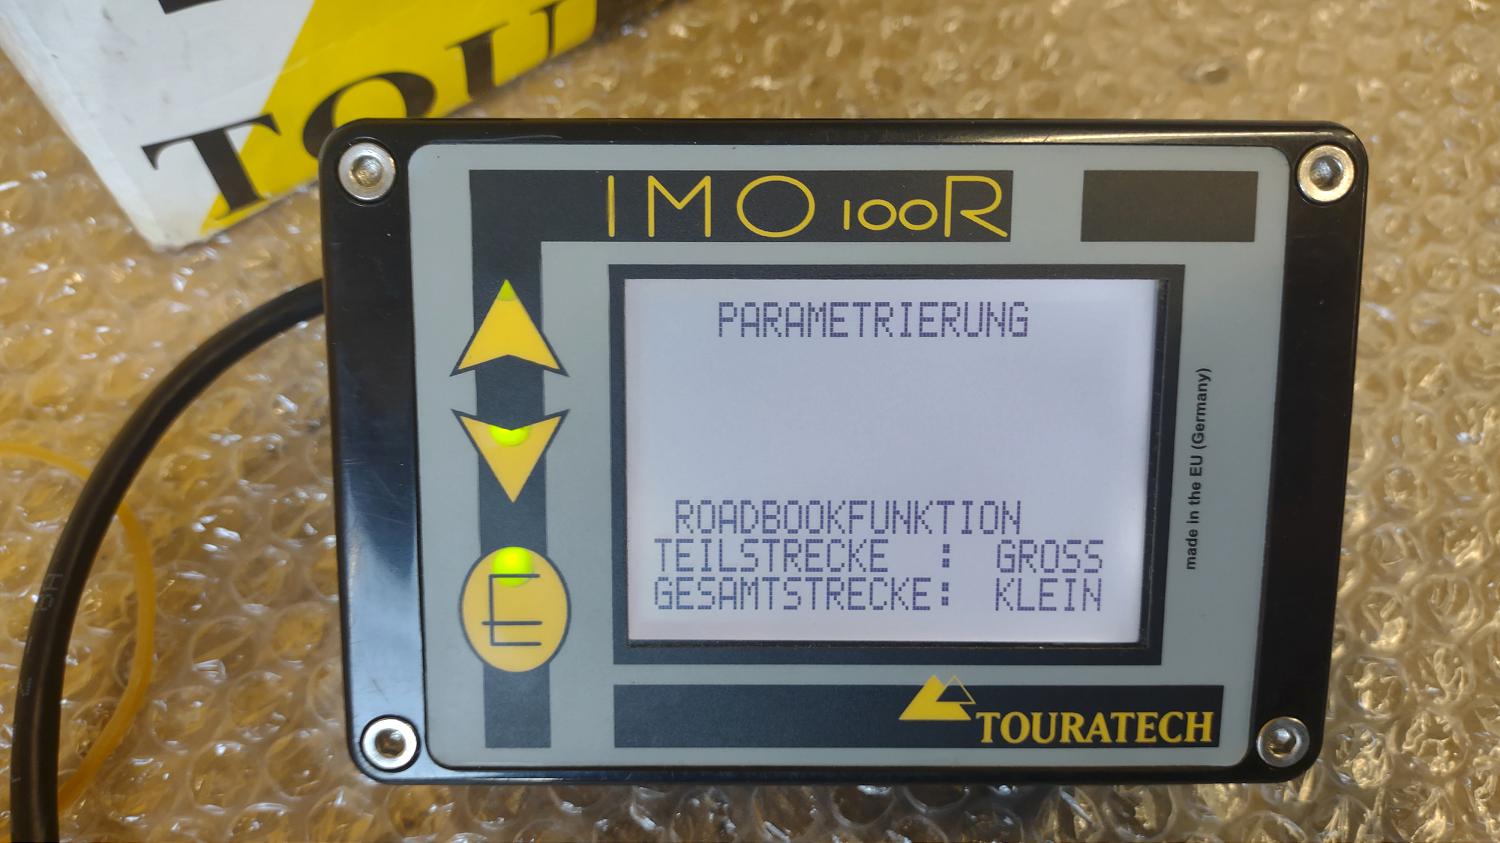 TOU
IMO 100R
PARAMETRIERUNG
ROADBOOKFUNKTION
TEILSTRECKE : GROSS
GESAMTSTRECKE: KLEIN
E
made in the EU (Germany)
TOURATECH